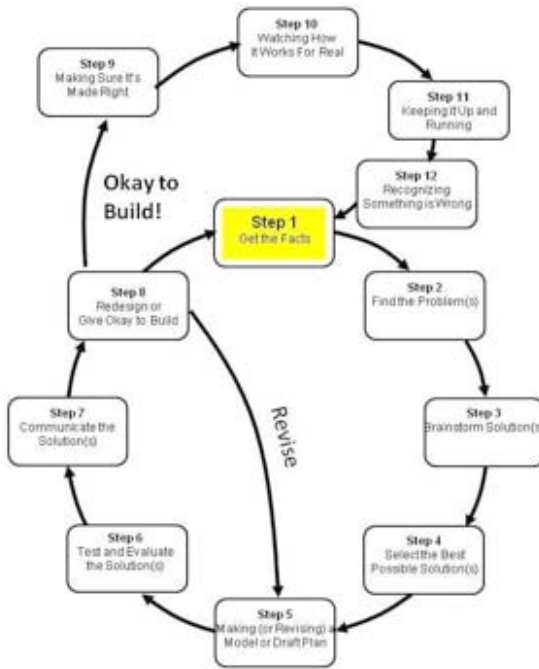 Step 1
Get the Facts
Step 2
Find the Problem(s)
Step 3
Brainstorm Solution(s)
Step 4
Select the Best
Possible Solution(s)
Step 5
Making (or Revising) a
Model or Draft Plan
Step 6
Test and Evaluate
the Solution(s)
Step 7
Communicate the
Solution(s)
Step 8
Redesign or
Give Okay to Build
Revise
Okay to
Build!
Step 9
Making Sure It's
Made Right
Step 10
Watching How
It Works For Real
Step 11
Keeping it Up and
Running
Step 12
Recognizing
Something is Wrong